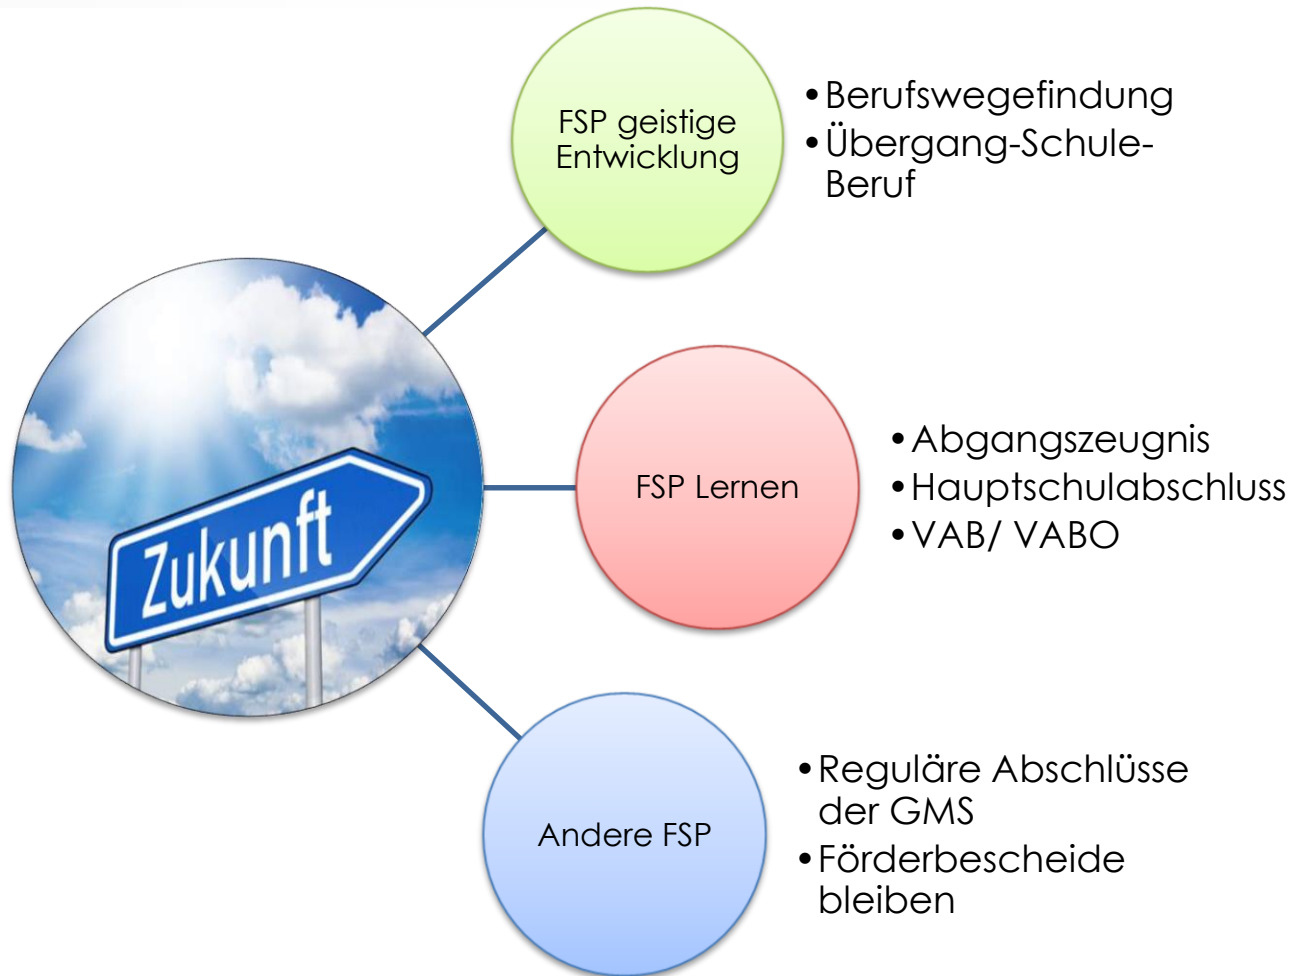 FSP geistige
Entwicklung
•Berufswegefindung
•Übergang-Schule-
Beruf
Zukunft
FSP Lernen
•Abgangszeugnis
•Hauptschulabschluss
•VAB/ VABO
Andere FSP
•Reguläre Abschlüsse
der GMS
•Förderbescheide
bleiben